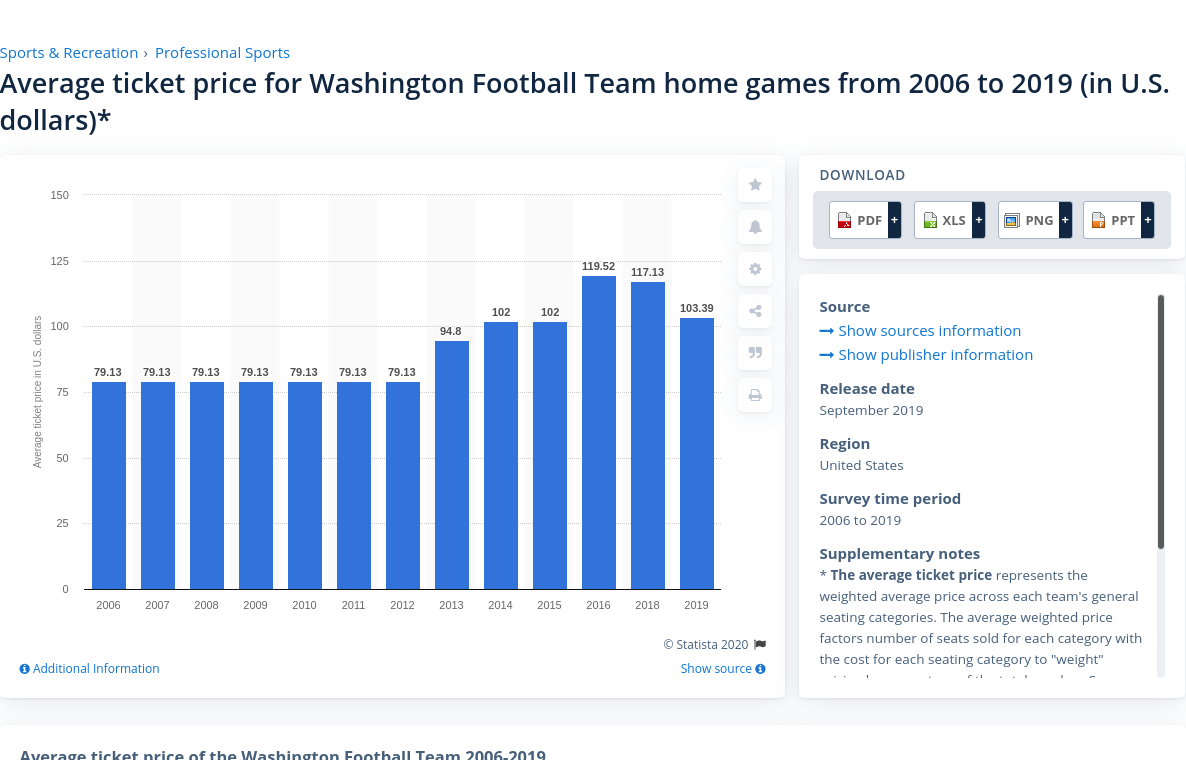 Sports & Recreation › Professional Sports
Average ticket price for Washington Football Team home games from 2006 to 2019 (in U.S.
dollars)*
DOWNLOAD
PDF + XLS + PNG + PPT +
150
125
100
75
50
25
0
Average ticket price in U.S. dollars
79.13 79.13 79.13 79.13 79.13 79.13 79.13 94.8 102 102 119.52 117.13 103.39
2006 2007 2008 2009 2010 2011 2012 2013 2014 2015 2016 2018 2019
© Statista 2020
Additional Information
Show source
Source
Show sources information
Show publisher information
Release date
September 2019
Region
United States
Survey time period
2006 to 2019
Supplementary notes
* The average ticket price represents the
weighted average price across each team's general
seating categories. The average weighted price
factors number of seats sold for each category with
the cost for each seating category to "weight"
Average ticket price of the Washington Football Team 2006-2019